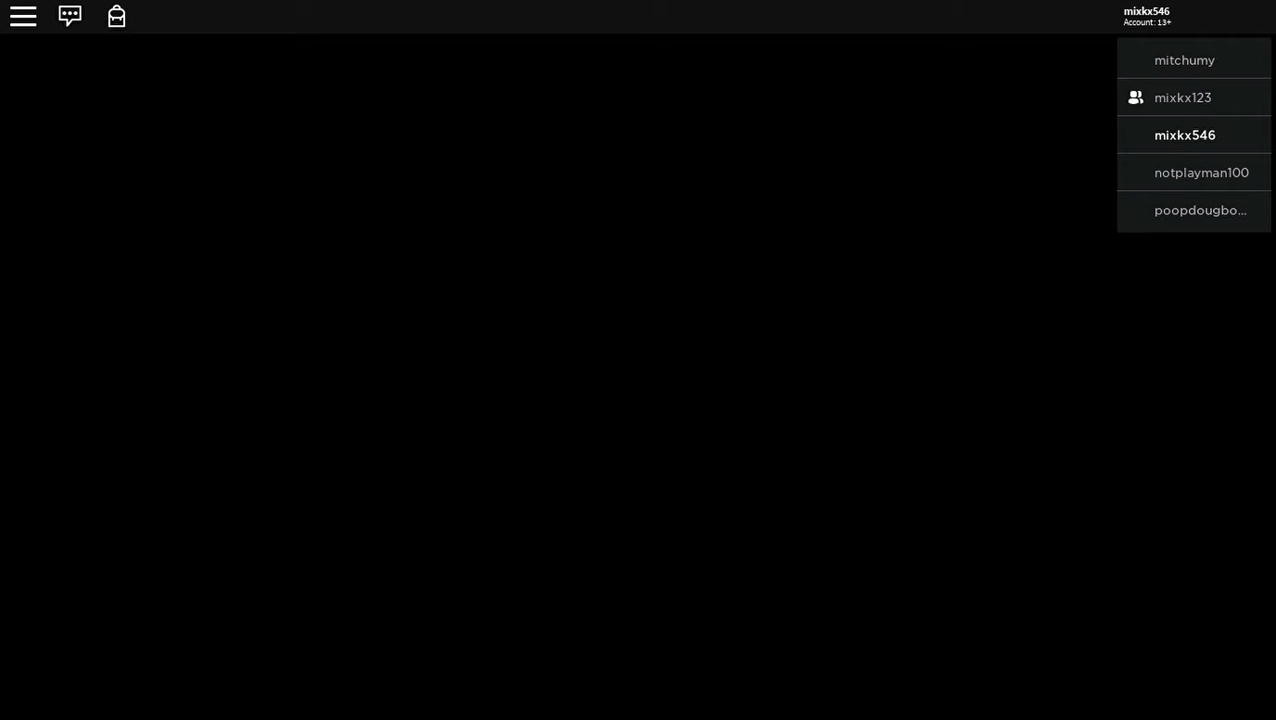 mixkx546
Account: 13+
mitchumy
mixkx123
mixkx546
notplayman100
poopdougbo...